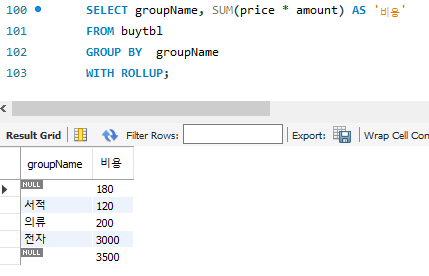 100 SELECT groupName, SUM(price * amount) AS '비용'
101 FROM buytbl
102 GROUP BY groupName
103 WITH ROLLUP;
Result Grid Filter Rows: Export: Wrap Cell Con
groupName 비용
NULL 180
서적 120
의류 200
전자 3000
NULL 3500